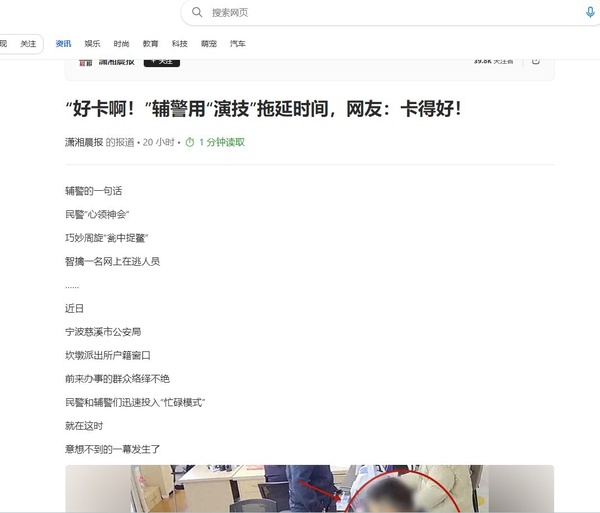 搜索网页
现 关注 资讯 娱乐 时尚 教育 科技 萌宠 汽车
潇湘晨报 + 关注 39.8K 关注者
“好卡啊！”辅警用“演技”拖延时间，网友：卡得好！
潇湘晨报 的报道 • 20 小时 • 1 分钟读取
辅警的一句话
民警“心领神会”
巧妙周旋“瓮中捉鳖”
智擒一名网上在逃人员
……
近日
宁波慈溪市公安局
坎墩派出所户籍窗口
前来办事的群众络绎不绝
民警和辅警们迅速投入“忙碌模式”
就在这时
意想不到的一幕发生了